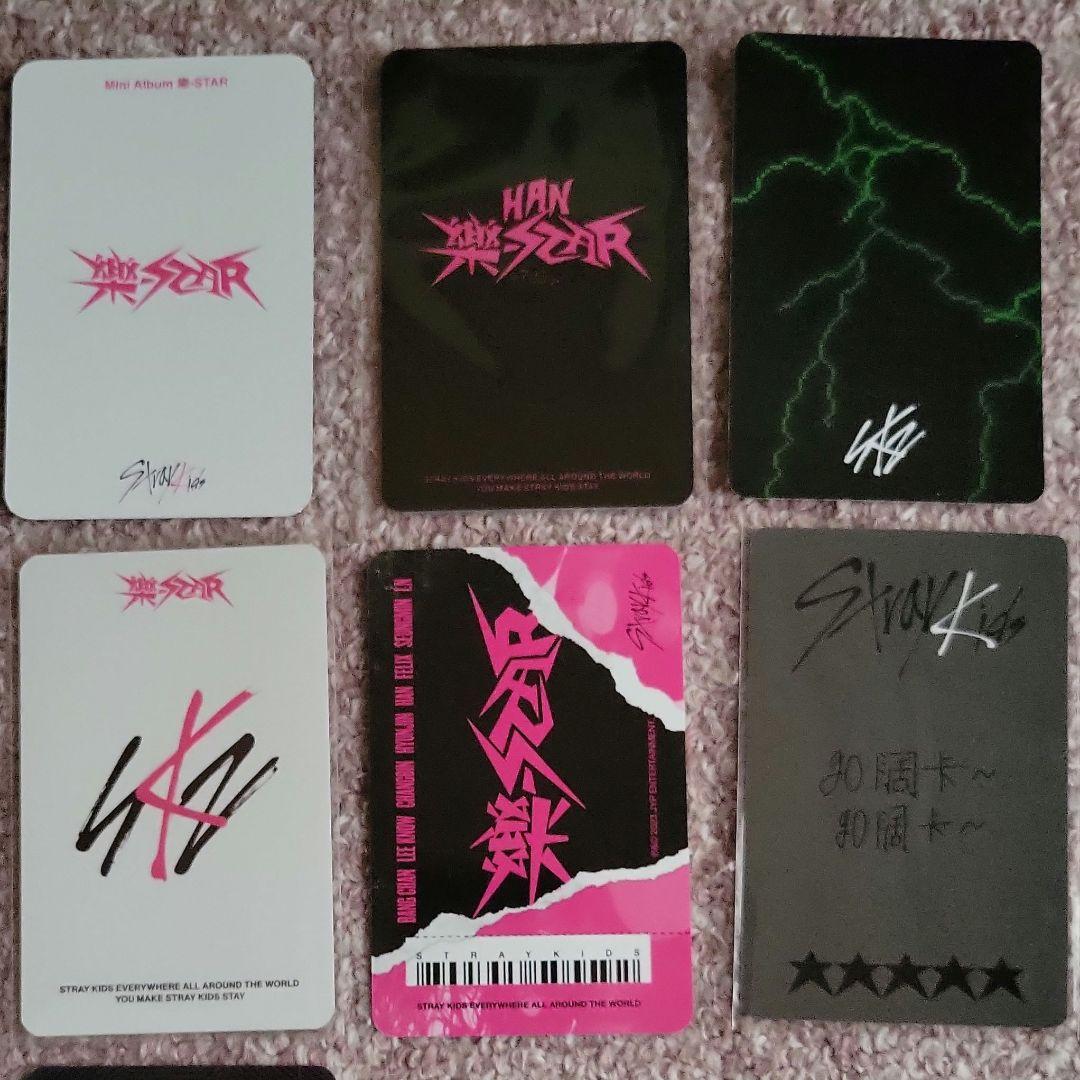 Mini Album 樂-STAR
樂-STAR
Stray Kids
HAN
樂-STAR
STRAY KIDS EVERYWHERE ALL AROUND THE WORLD
YOU MAKE STRAY KIDS STAY
SKZ
樂-STAR
SKZ
STRAY KIDS EVERYWHERE ALL AROUND THE WORLD
YOU MAKE STRAY KIDS STAY
BANG CHAN LEE KNOW CHANGBIN HYUNJIN HAN FELIX SEUNGMIN I.N
樂-STAR
Stray Kids
2023 JYP ENTERTAINMENT.
STRAYKIDS
STRAY KIDS EVERYWHERE ALL AROUND THE WORLD
Stray Kids